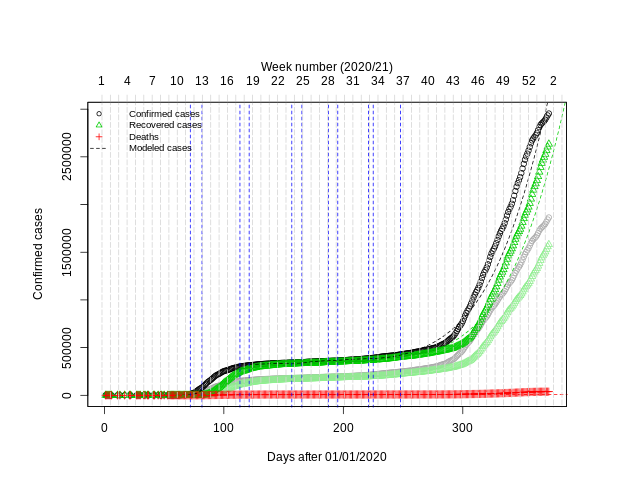 Week number (2020/21)
1 4 7 10 13 16 19 22 25 28 31 34 37 40 43 46 49 52 2
Confirmed cases
Recovered cases
Deaths
Modeled cases
Confirmed cases
2500000
1500000
500000
0
0 100 200 300
Days after 01/01/2020